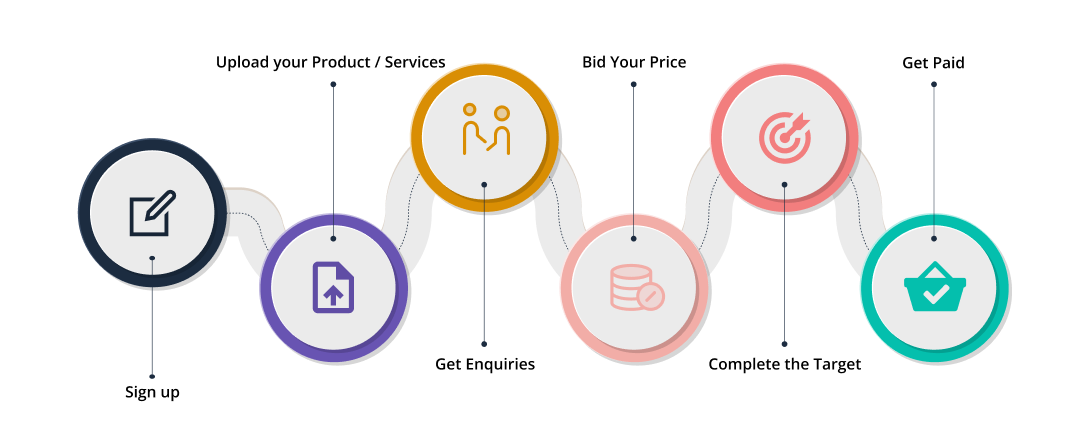 Sign up
Upload your Product / Services
Get Enquiries
Bid Your Price
Complete the Target
Get Paid